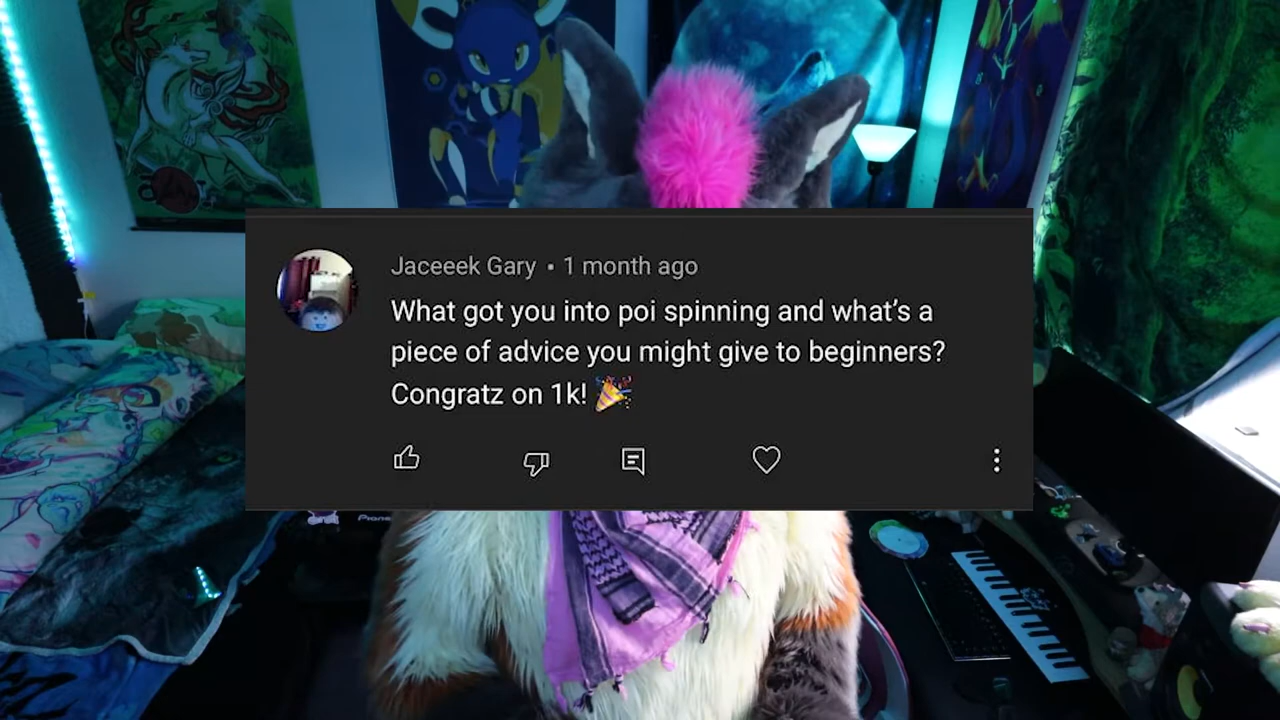 Jaceeek Gary • 1 month ago
What got you into poi spinning and what's a
piece of advice you might give to beginners?
Congratz on 1k! 🎉
Pioneer